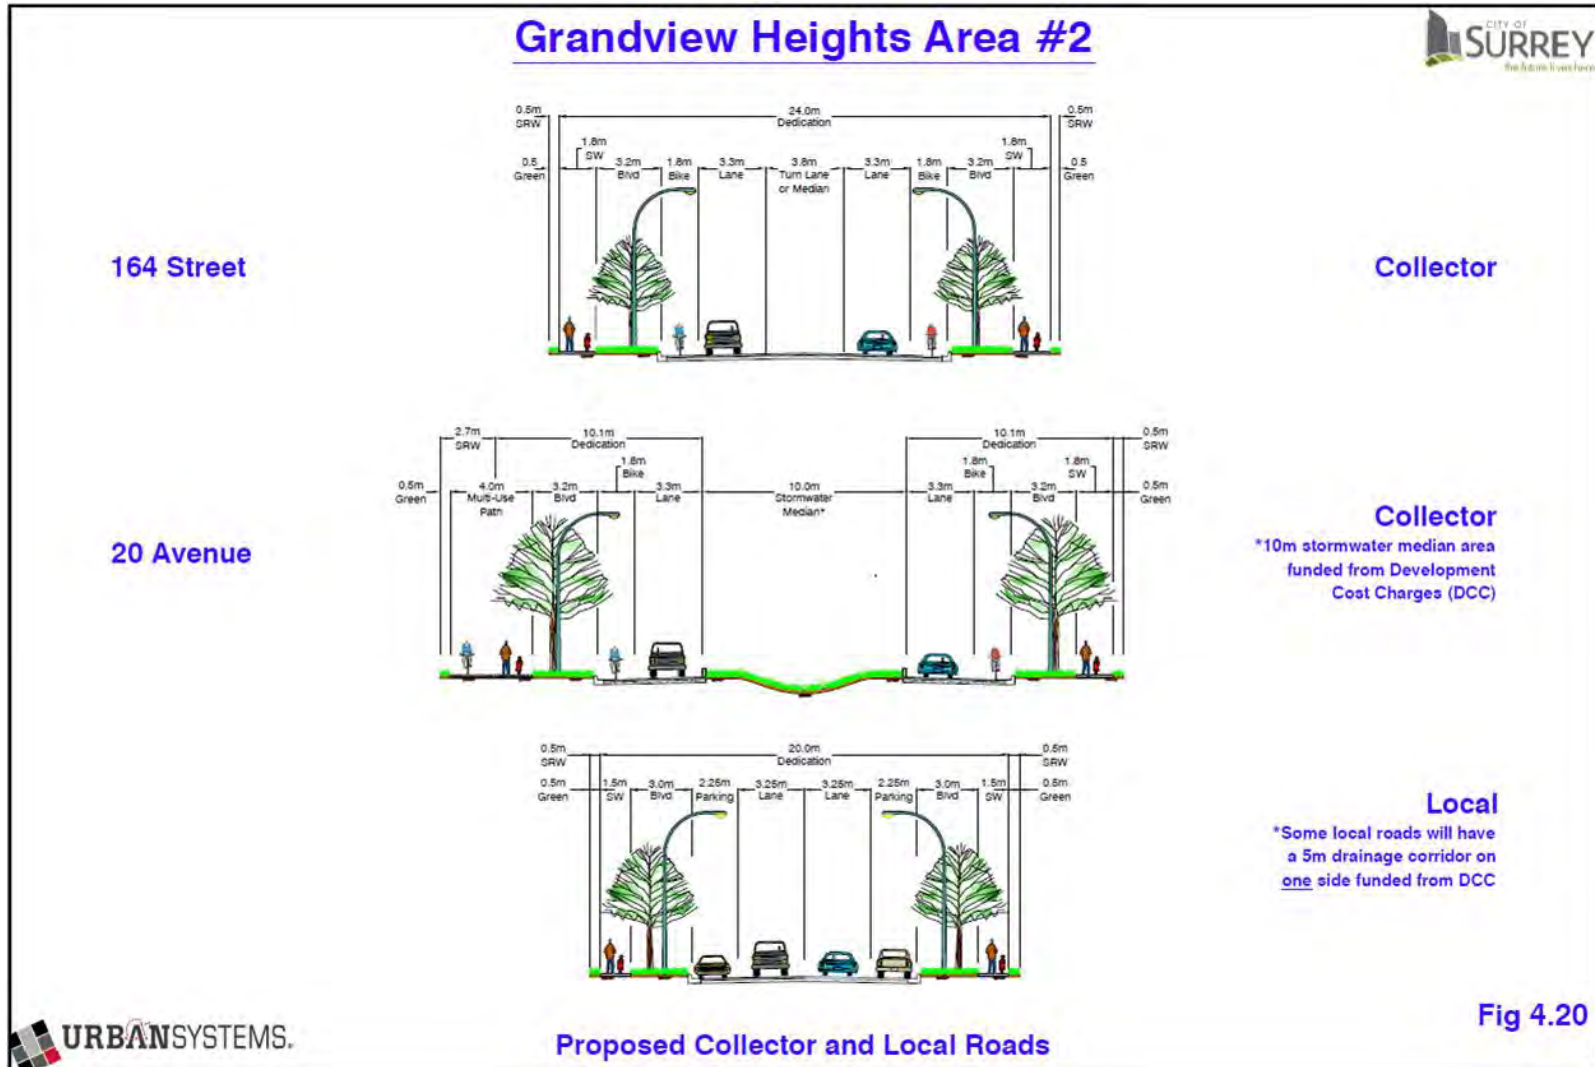 Grandview Heights Area #2
CITY OF
SURREY
the future lives here
0.5m
SRW
24.0m
Dedication
0.5m
SRW
1.8m
SW
1.8m
SW
0.5
Green
3.2m
Blvd
1.8m
Bike
3.3m
Lane
3.8m
Turn Lane
or Median
3.3m
Lane
1.8m
Bike
3.2m
Blvd
0.5
Green
164 Street
Collector
2.7m
SRW
10.1m
Dedication
10.1m
Dedication
0.5m
SRW
1.8m
Bike
1.8m
Bike
1.8m
SW
0.5m
Green
4.0m
Multi-Use
Path
3.2m
Blvd
3.3m
Lane
10.0m
Stormwater
Median*
3.3m
Lane
3.2m
Blvd
0.5m
Green
20 Avenue
Collector
*10m stormwater median area
funded from Development
Cost Charges (DCC)
0.5m
SRW
20.0m
Dedication
0.5m
SRW
0.5m
Green
1.5m
SW
3.0m
Blvd
2.25m
Parking
3.25m
Lane
3.25m
Lane
2.25m
Parking
3.0m
Blvd
1.5m
SW
0.5m
Green
Local
*Some local roads will have
a 5m drainage corridor on
one side funded from DCC
URBANSYSTEMS.
Proposed Collector and Local Roads
Fig 4.20